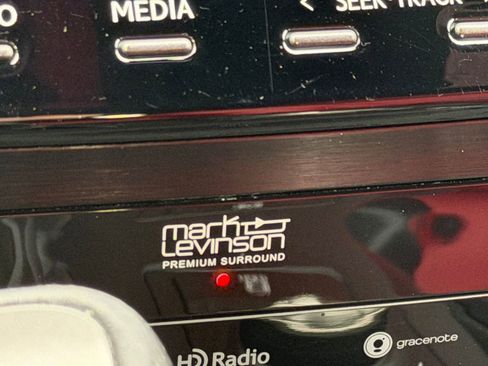 MEDIA
< SEEK TRACK
mark
Levinson
PREMIUM SURROUND
HD Radio
gracenote